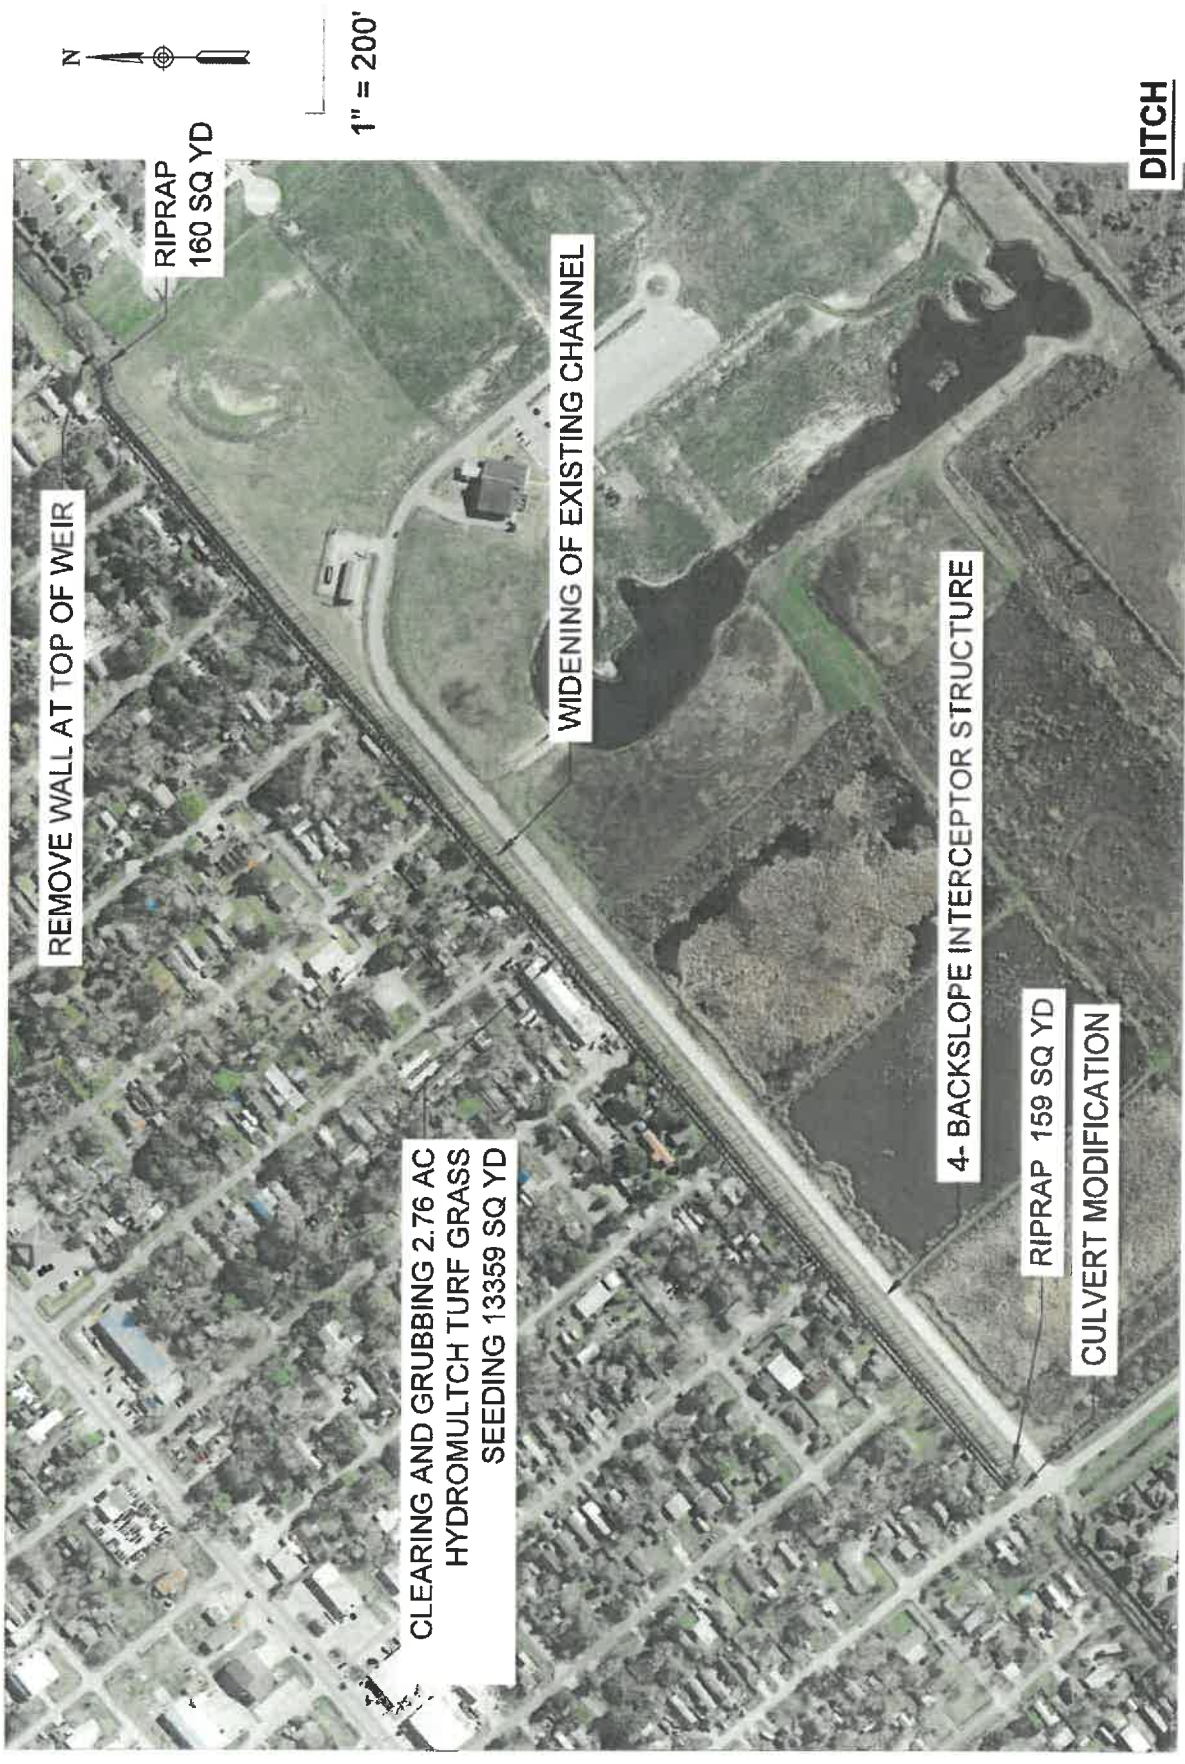 N
1" = 200'
REMOVE WALL AT TOP OF WEIR
RIPRAP
160 SQ YD
CLEARING AND GRUBBING 2.76 AC
HYDROMULTCH TURF GRASS
SEEDING 13359 SQ YD
WIDENING OF EXISTING CHANNEL
4- BACKSLOPE INTERCEPTOR STRUCTURE
RIPRAP 159 SQ YD
CULVERT MODIFICATION
DITCH